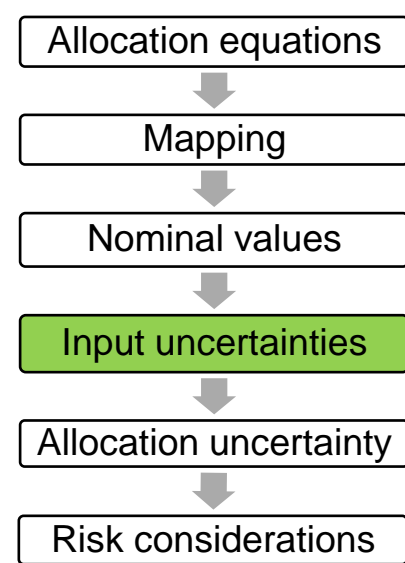 Allocation equations
Mapping
Nominal values
Input uncertainties
Allocation uncertainty
Risk considerations